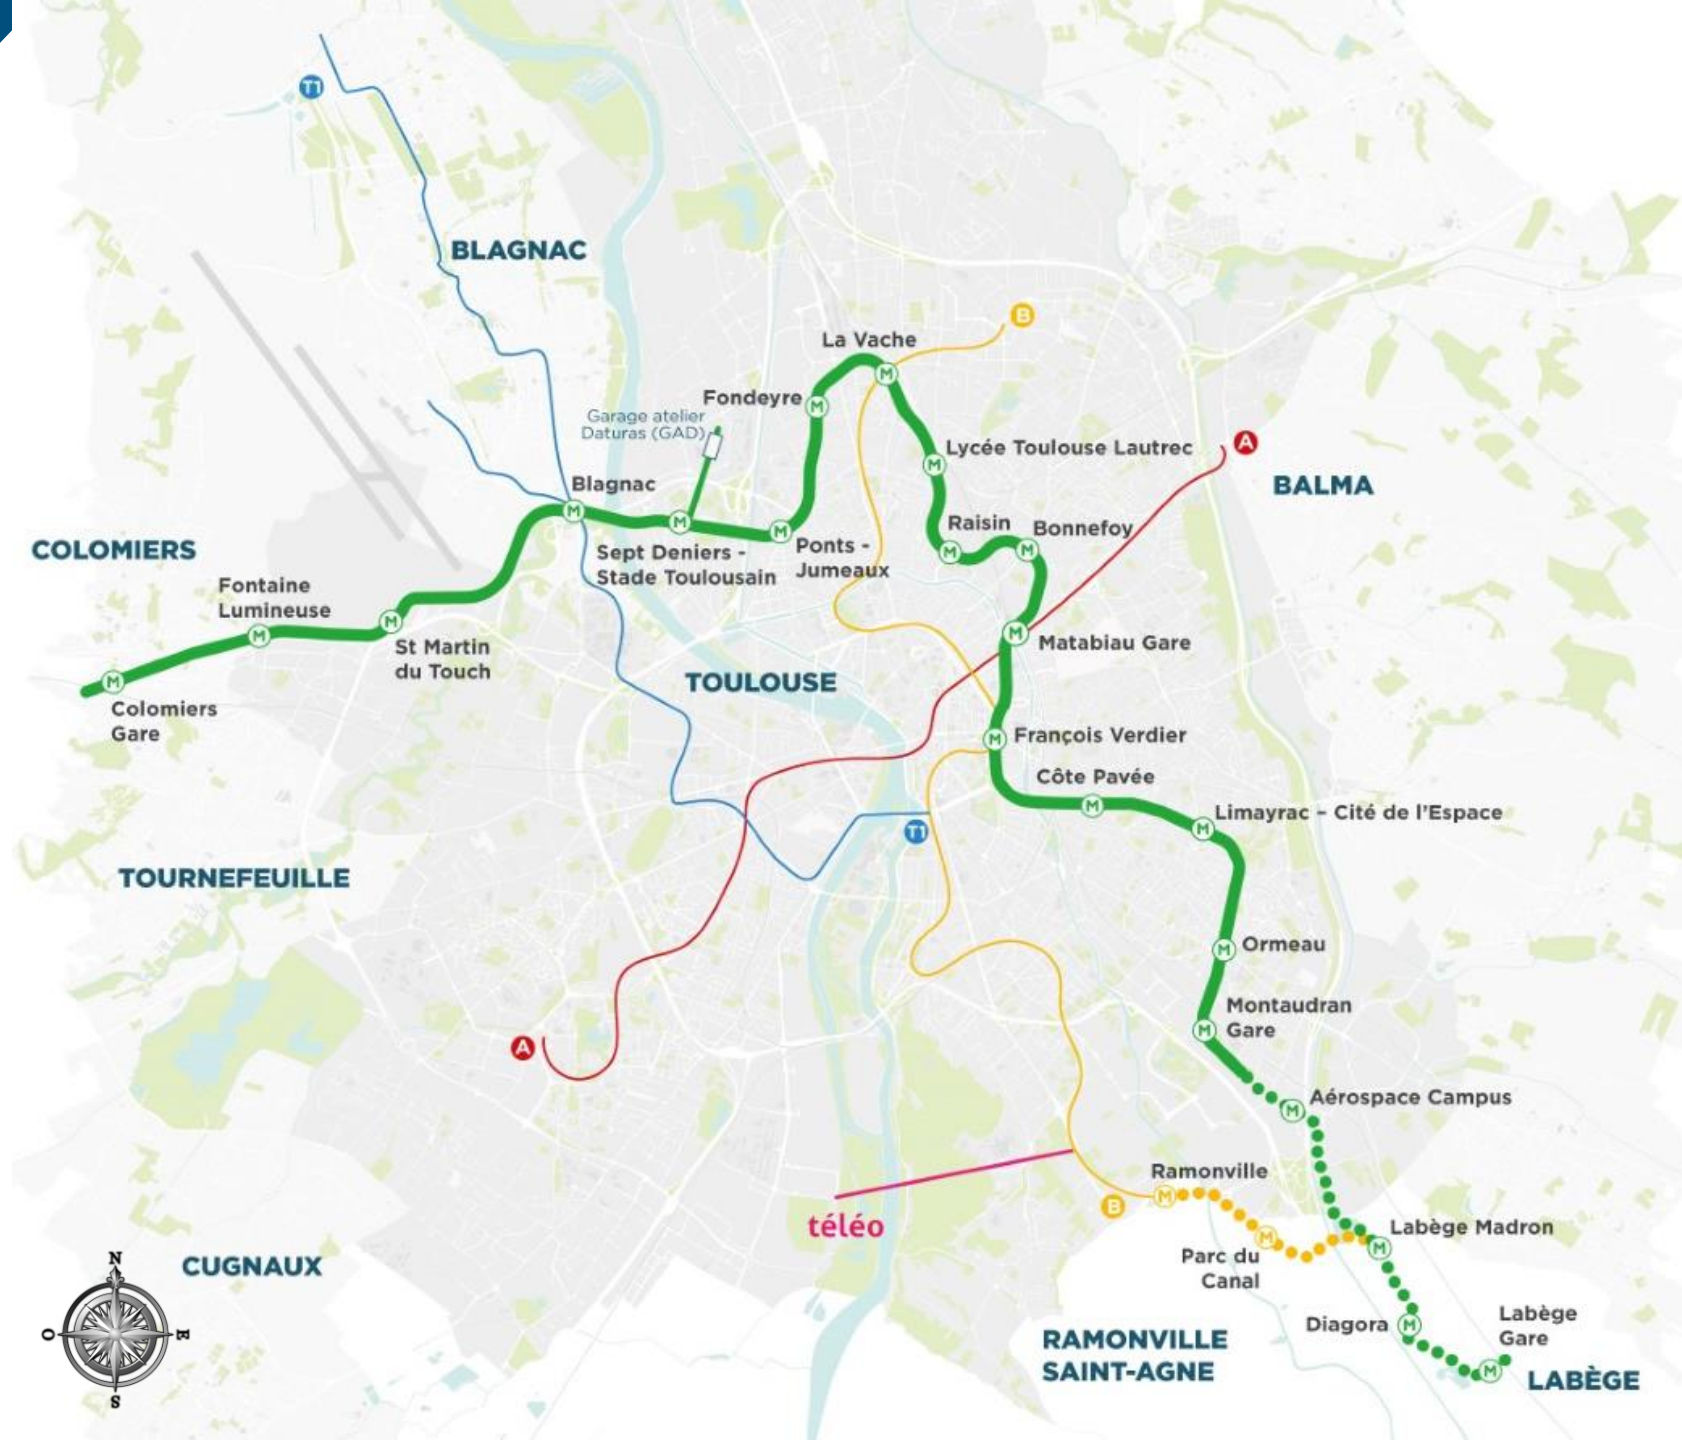 T1
BLAGNAC
B
La Vache
Fondeyre
Garage atelier
Daturas (GAD)
M
M
Lycée Toulouse Lautrec
M
A
BALMA
Blagnac
M
M
M
Sept Deniers -
Stade Toulousain
Ponts -
Jumeaux
Raisin
M
Bonnefoy
M
COLOMIERS
Fontaine
Lumineuse
M
M
St Martin
du Touch
M
Matabiau Gare
TOULOUSE
M
Colomiers
Gare
M
François Verdier
Côte Pavée
M
M
Limayrac – Cité de l'Espace
T1
TOURNEFEUILLE
M
Ormeau
Montaudran
Gare
M
A
M
Aérospace Campus
Ramonville
B
M
téléo
M
Parc du
Canal
M
Labège Madron
CUGNAUX
Diagora
M
Labège
Gare
M
LABÈGE
RAMONVILLE
SAINT-AGNE
N
O
E
S